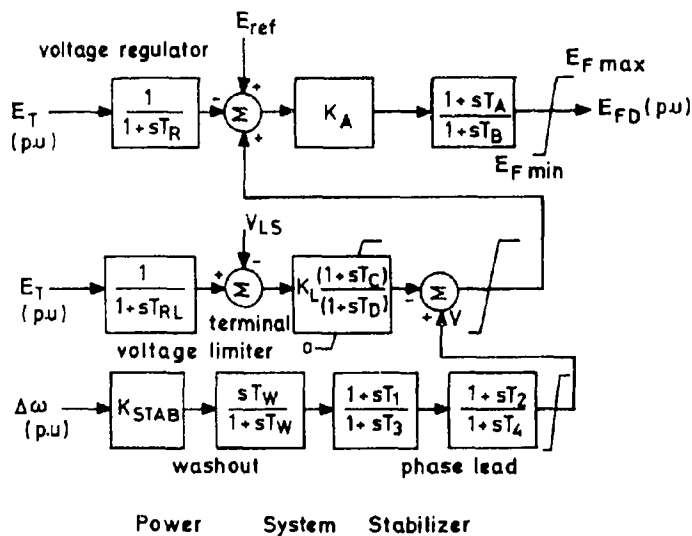 E_ref
voltage regulator
E_T
(p.u)
1
1+sT_R
-
+
Σ
+
K_A
1+sT_A
1+sT_B
E_F max
E_FD (p.u)
E_F min
V_LS
E_T
(p.u)
1
1+sT_RL
+
-
Σ
K_L (1+sT_C)
(1+sT_D)
o
-
Σ
+
V
terminal
voltage limiter
Δω
(p.u)
K_STAB
sT_W
1+sT_W
1+sT_1
1+sT_3
1+sT_2
1+sT_4
washout
phase lead
Power System Stabilizer